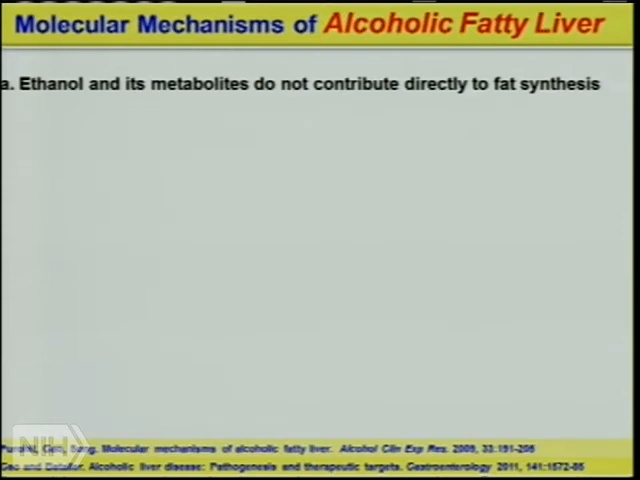 Molecular Mechanisms of Alcoholic Fatty Liver
a. Ethanol and its metabolites do not contribute directly to fat synthesis
NIH
Song. Molecular mechanisms of alcoholic fatty liver. Alcohol Clin Exp Res. 2009, 33:191-205
Gao and Bataller. Alcoholic liver disease: Pathogenesis and therapeutic targets. Gastroenterology 2011, 141:1572-85